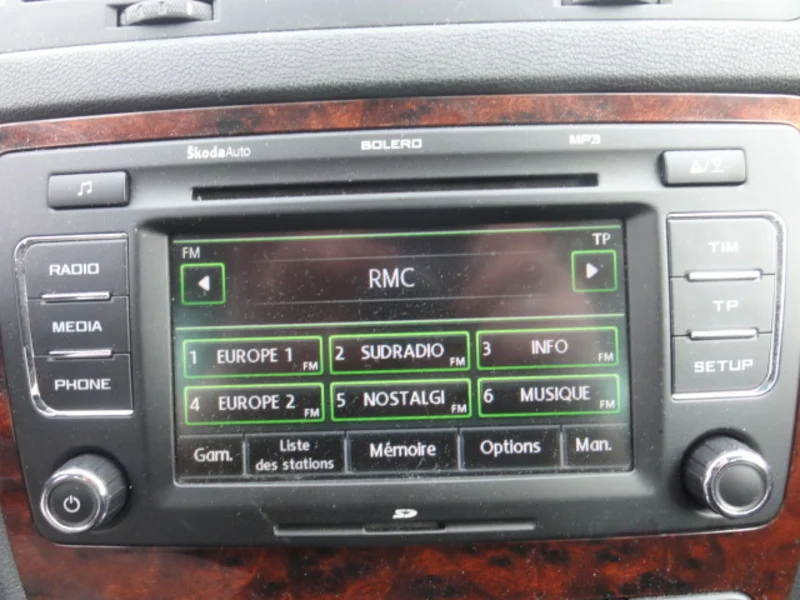 ŠkodaAuto BOLERO MP3
FM TP
RADIO
RMC
TIM
MEDIA
TP
PHONE
SETUP
1 EUROPE 1 FM 2 SUDRADIO FM 3 INFO FM
4 EUROPE 2 FM 5 NOSTALGI FM 6 MUSIQUE FM
Gam. Liste des stations Mémoire Options Man.
SD